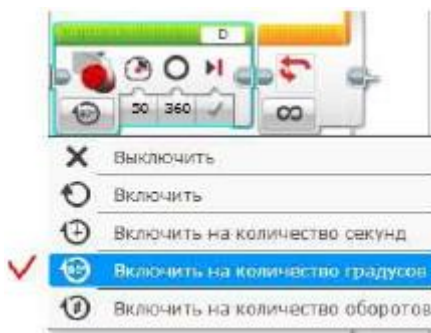 D
50 360
∞
Выключить
Включить
Включить на количество секунд
Включить на количество градусов
Включить на количество оборотов